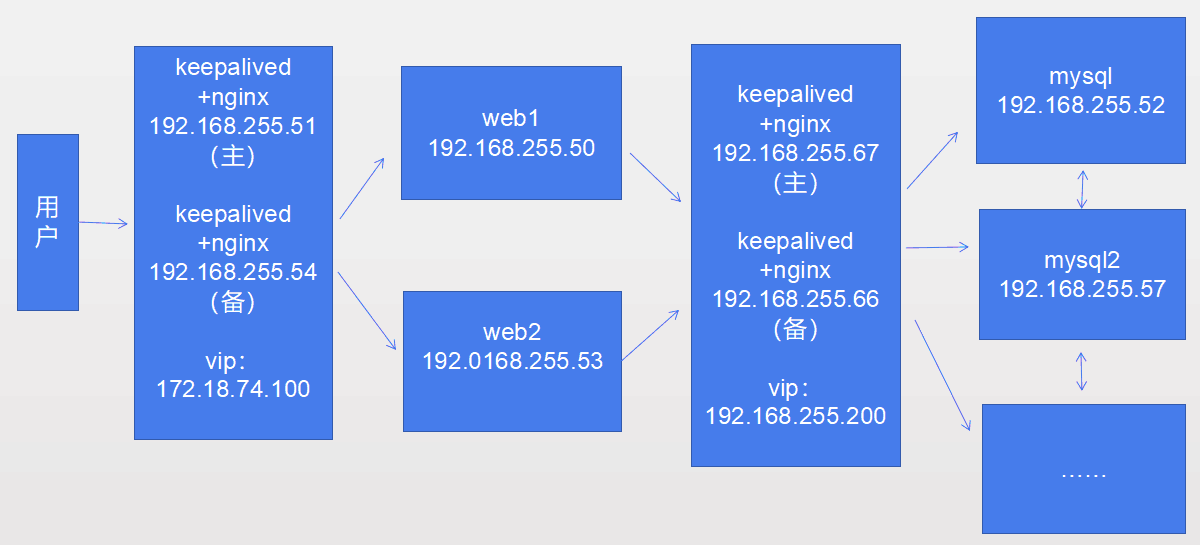 用
户
keepalived
+nginx
192.168.255.51
（主）
keepalived
+nginx
192.168.255.54
（备）
vip：
172.18.74.100
web1
192.168.255.50
web2
192.0168.255.53
keepalived
+nginx
192.168.255.67
（主）
keepalived
+nginx
192.168.255.66
（备）
vip：
192.168.255.200
mysql
192.168.255.52
mysql2
192.168.255.57
……